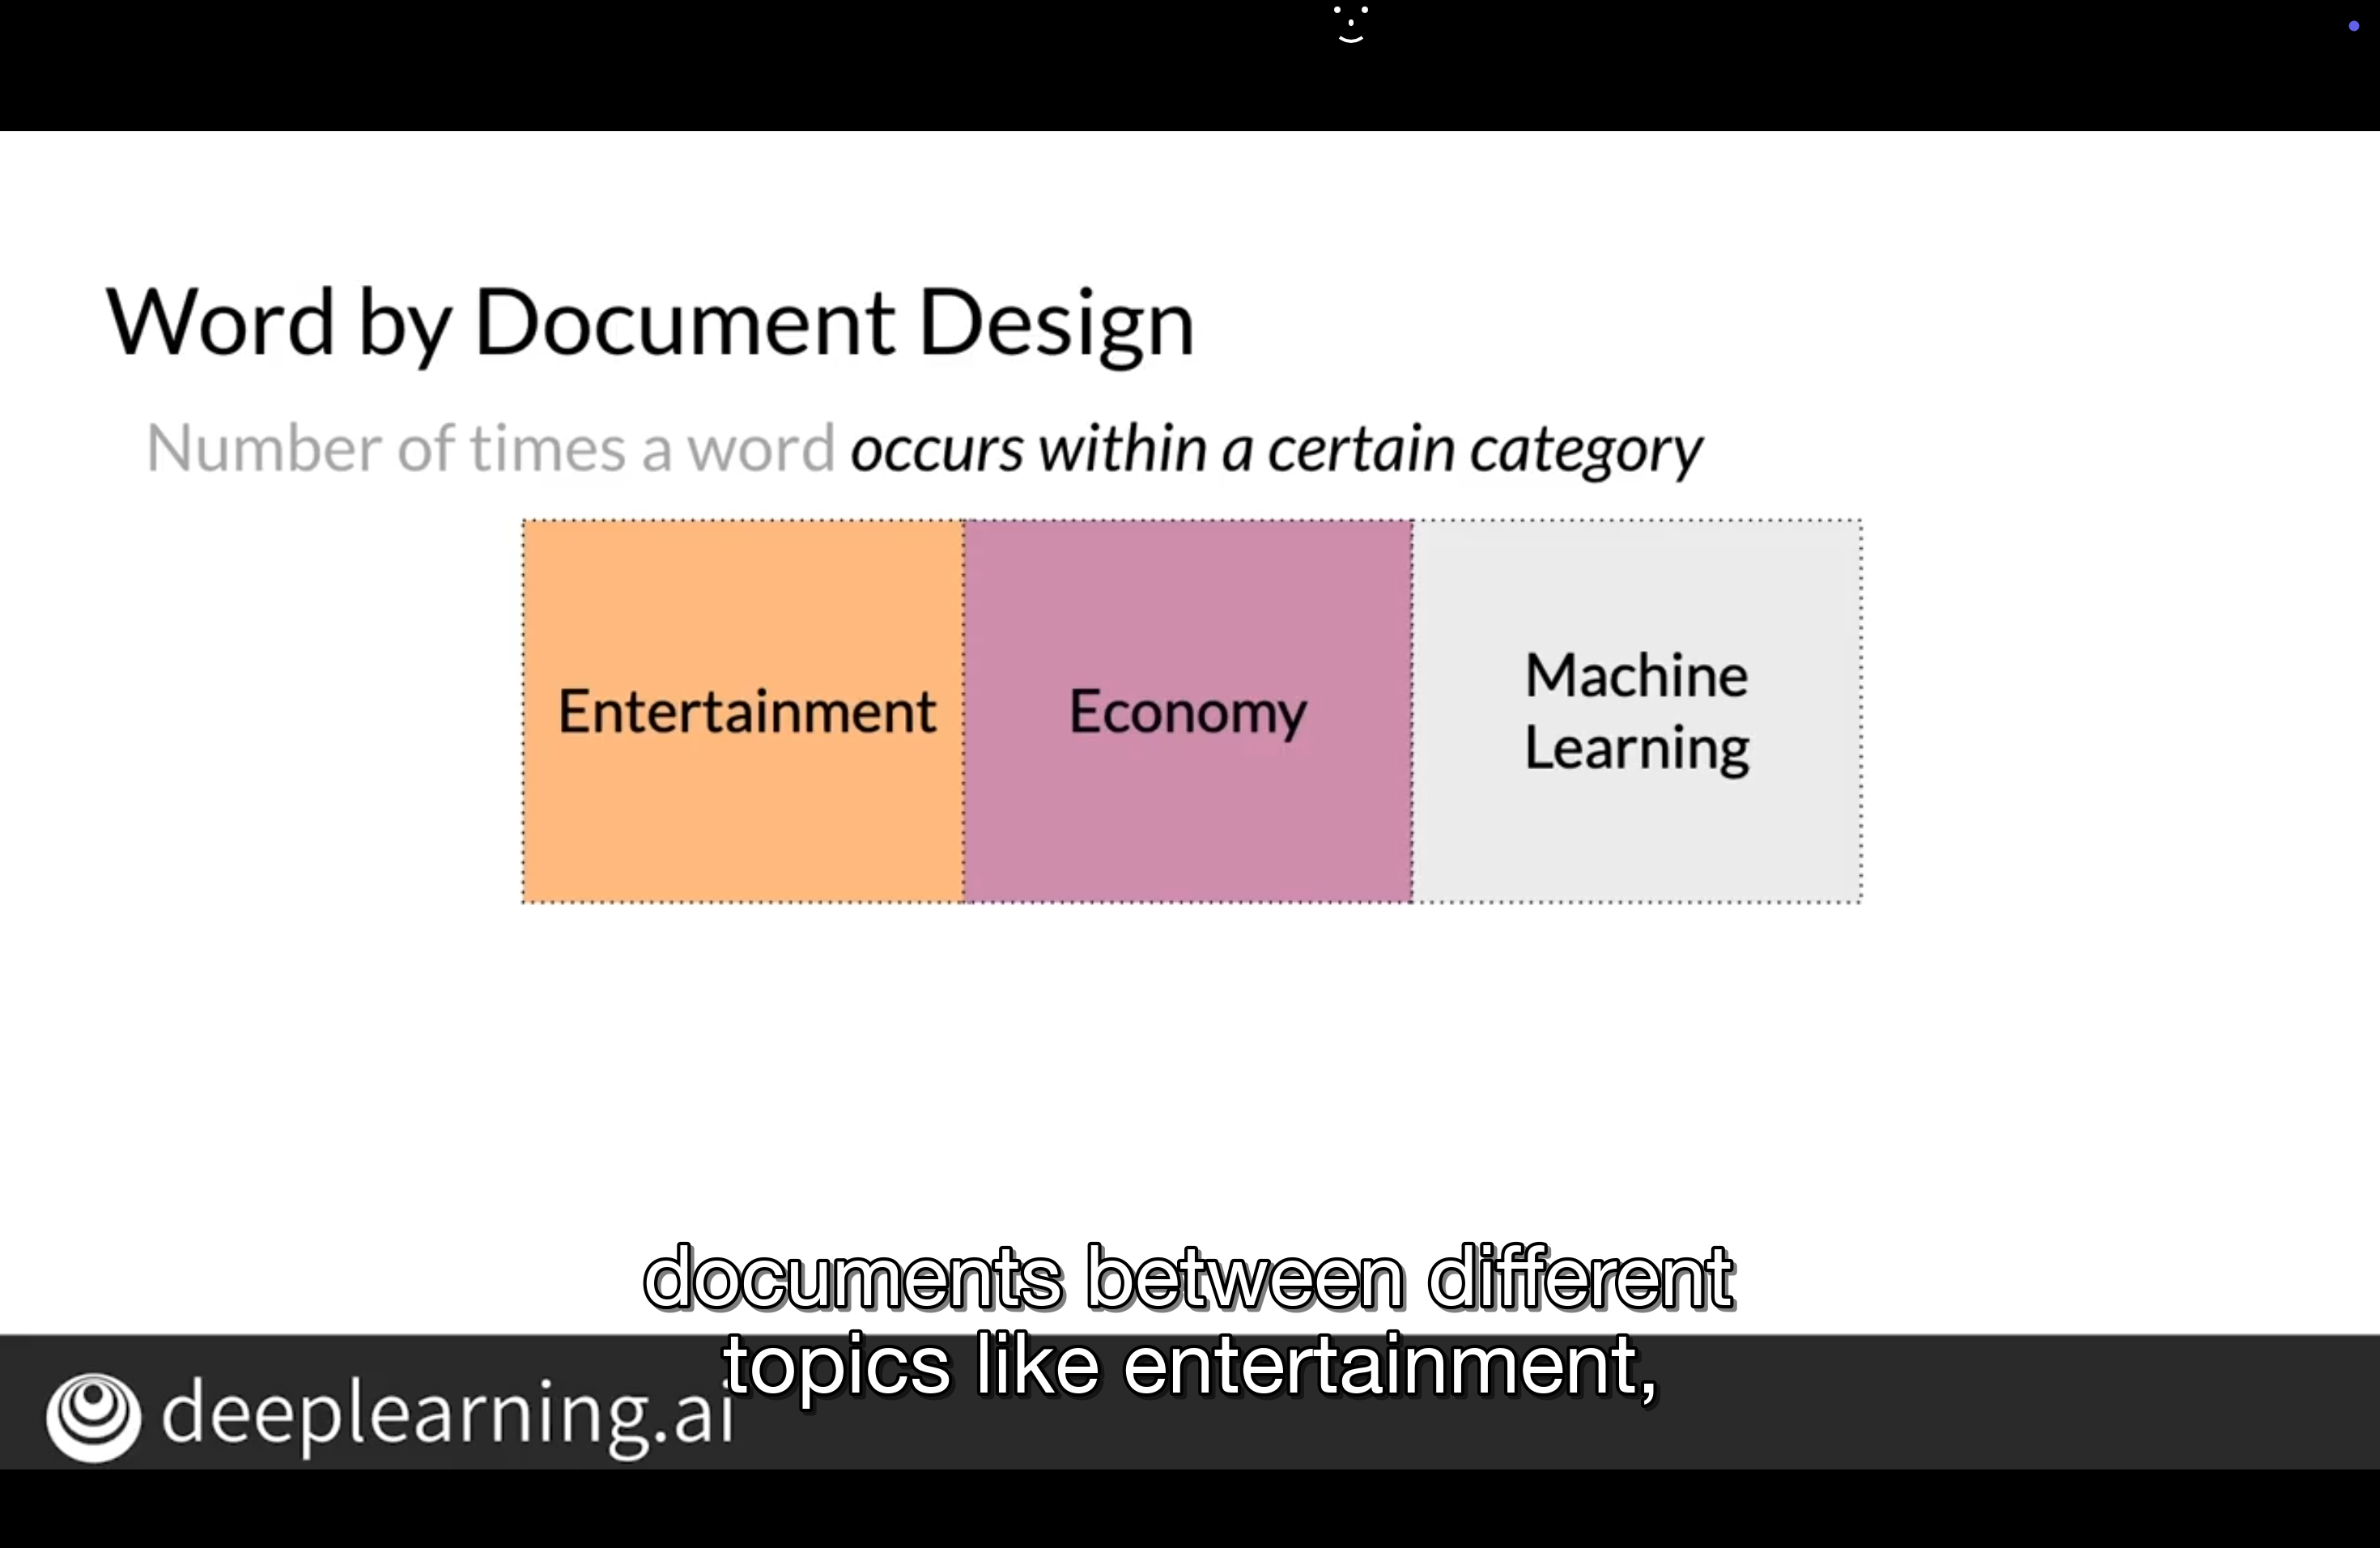 Word by Document Design
Number of times a word occurs within a certain category
Entertainment
Economy
Machine
Learning
documents between different
topics like entertainment,
deeplearning.ai